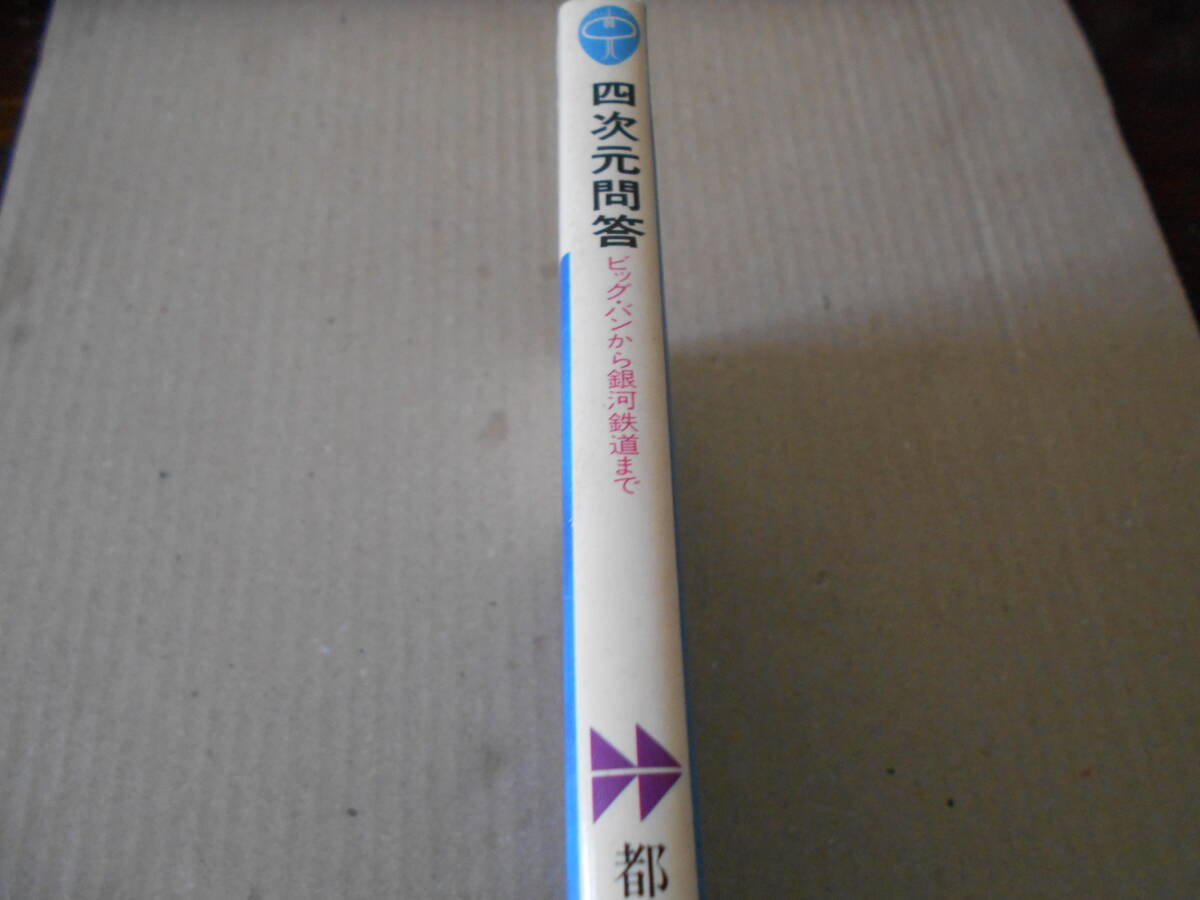 四次元問答
ビッグ・バンから銀河鉄道まで
都